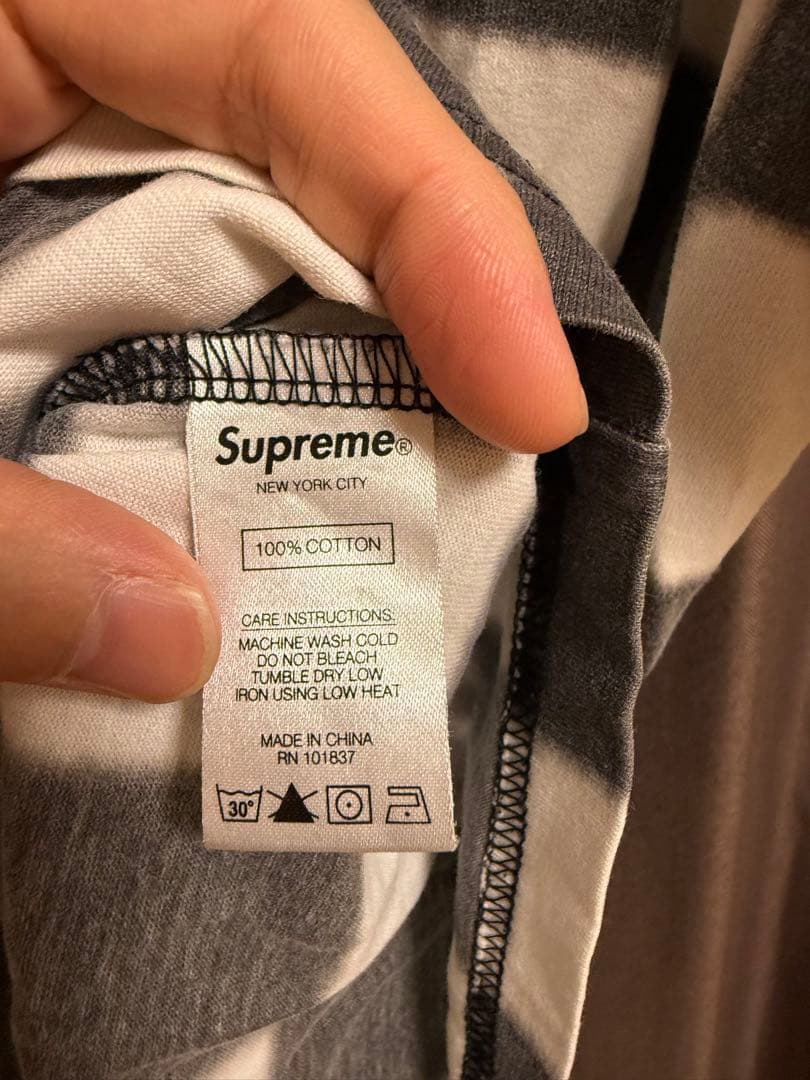 Supreme®
NEW YORK CITY
100% COTTON
CARE INSTRUCTIONS:
MACHINE WASH COLD
DO NOT BLEACH
TUMBLE DRY LOW
IRON USING LOW HEAT
MADE IN CHINA
RN 101837
30°